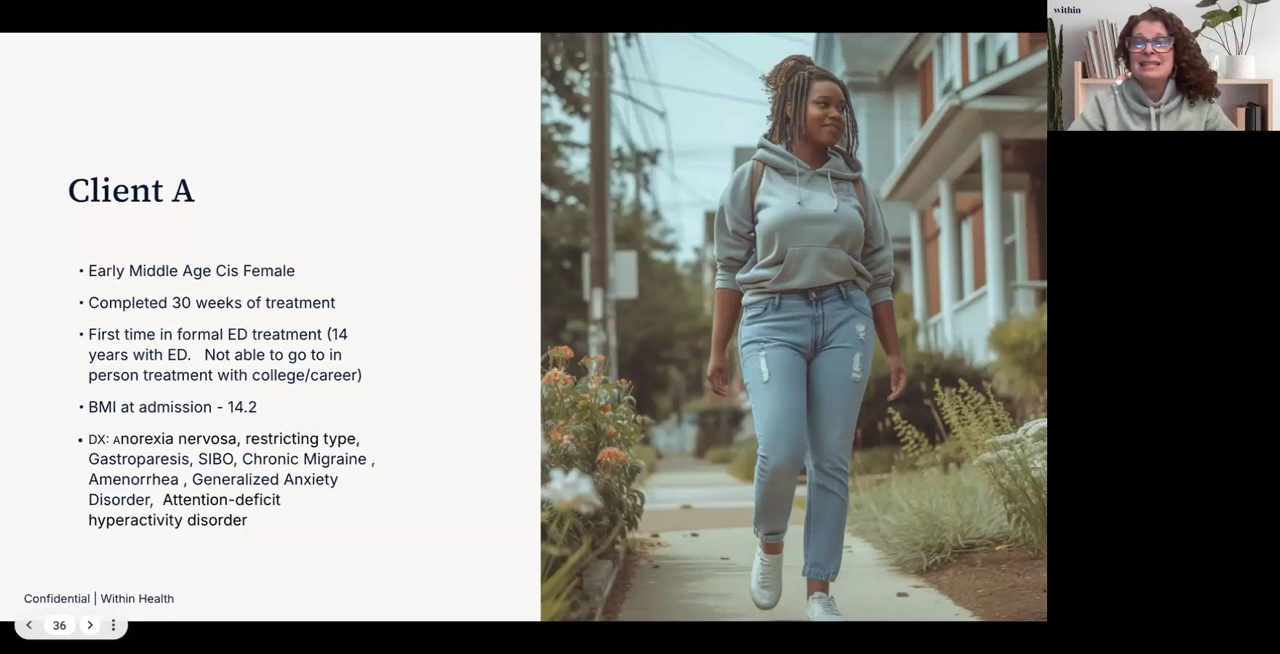 within
Client A
• Early Middle Age Cis Female
• Completed 30 weeks of treatment
• First time in formal ED treatment (14
years with ED. Not able to go to in
person treatment with college/career)
• BMI at admission - 14.2
• DX: Anorexia nervosa, restricting type,
Gastroparesis, SIBO, Chronic Migraine ,
Amenorrhea , Generalized Anxiety
Disorder, Attention-deficit
hyperactivity disorder
Confidential | Within Health
36